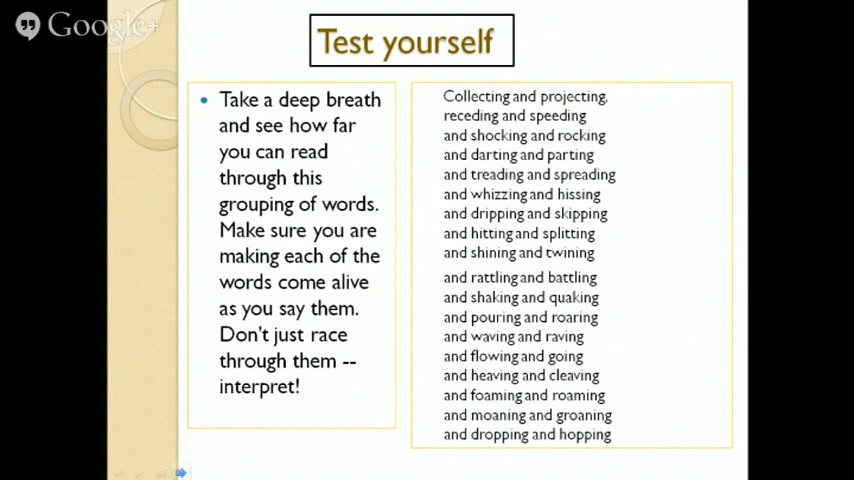 Google+
Test yourself
Take a deep breath
and see how far
you can read
through this
grouping of words.
Make sure you are
making each of the
words come alive
as you say them.
Don't just race
through them --
interpret!
Collecting and projecting,
receding and speeding
and shocking and rocking
and darting and parting
and treading and spreading
and whizzing and hissing
and dripping and skipping
and hitting and splitting
and shining and twining
and rattling and battling
and shaking and quaking
and pouring and roaring
and waving and raving
and flowing and going
and heaving and cleaving
and foaming and roaming
and moaning and groaning
and dropping and hopping